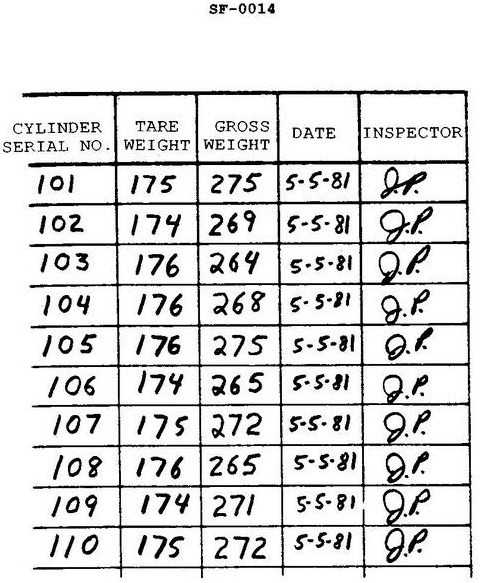 SF-0014
CYLINDER SERIAL NO. TARE WEIGHT GROSS WEIGHT DATE INSPECTOR
101 175 275 5-5-81 J.P.
102 174 269 5-5-81 J.P.
103 176 264 5-5-81 J.P.
104 176 268 5-5-81 J.P.
105 176 275 5-5-81 J.P.
106 174 265 5-5-81 J.P.
107 175 272 5-5-81 J.P.
108 176 265 5-5-81 J.P.
109 174 271 5-5-81 J.P.
110 175 272 5-5-81 J.P.